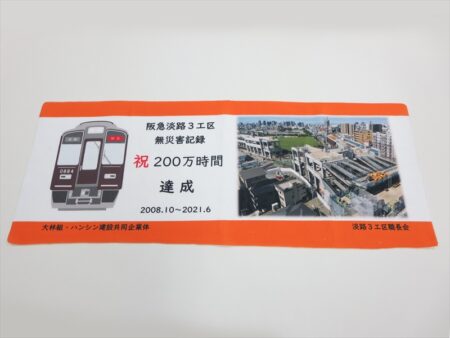 阪急淡路3工区
無災害記録
祝 200万時間
達成
2008.10～2021.6
大林組・ハンシン建設共同企業体
淡路3工区職長会